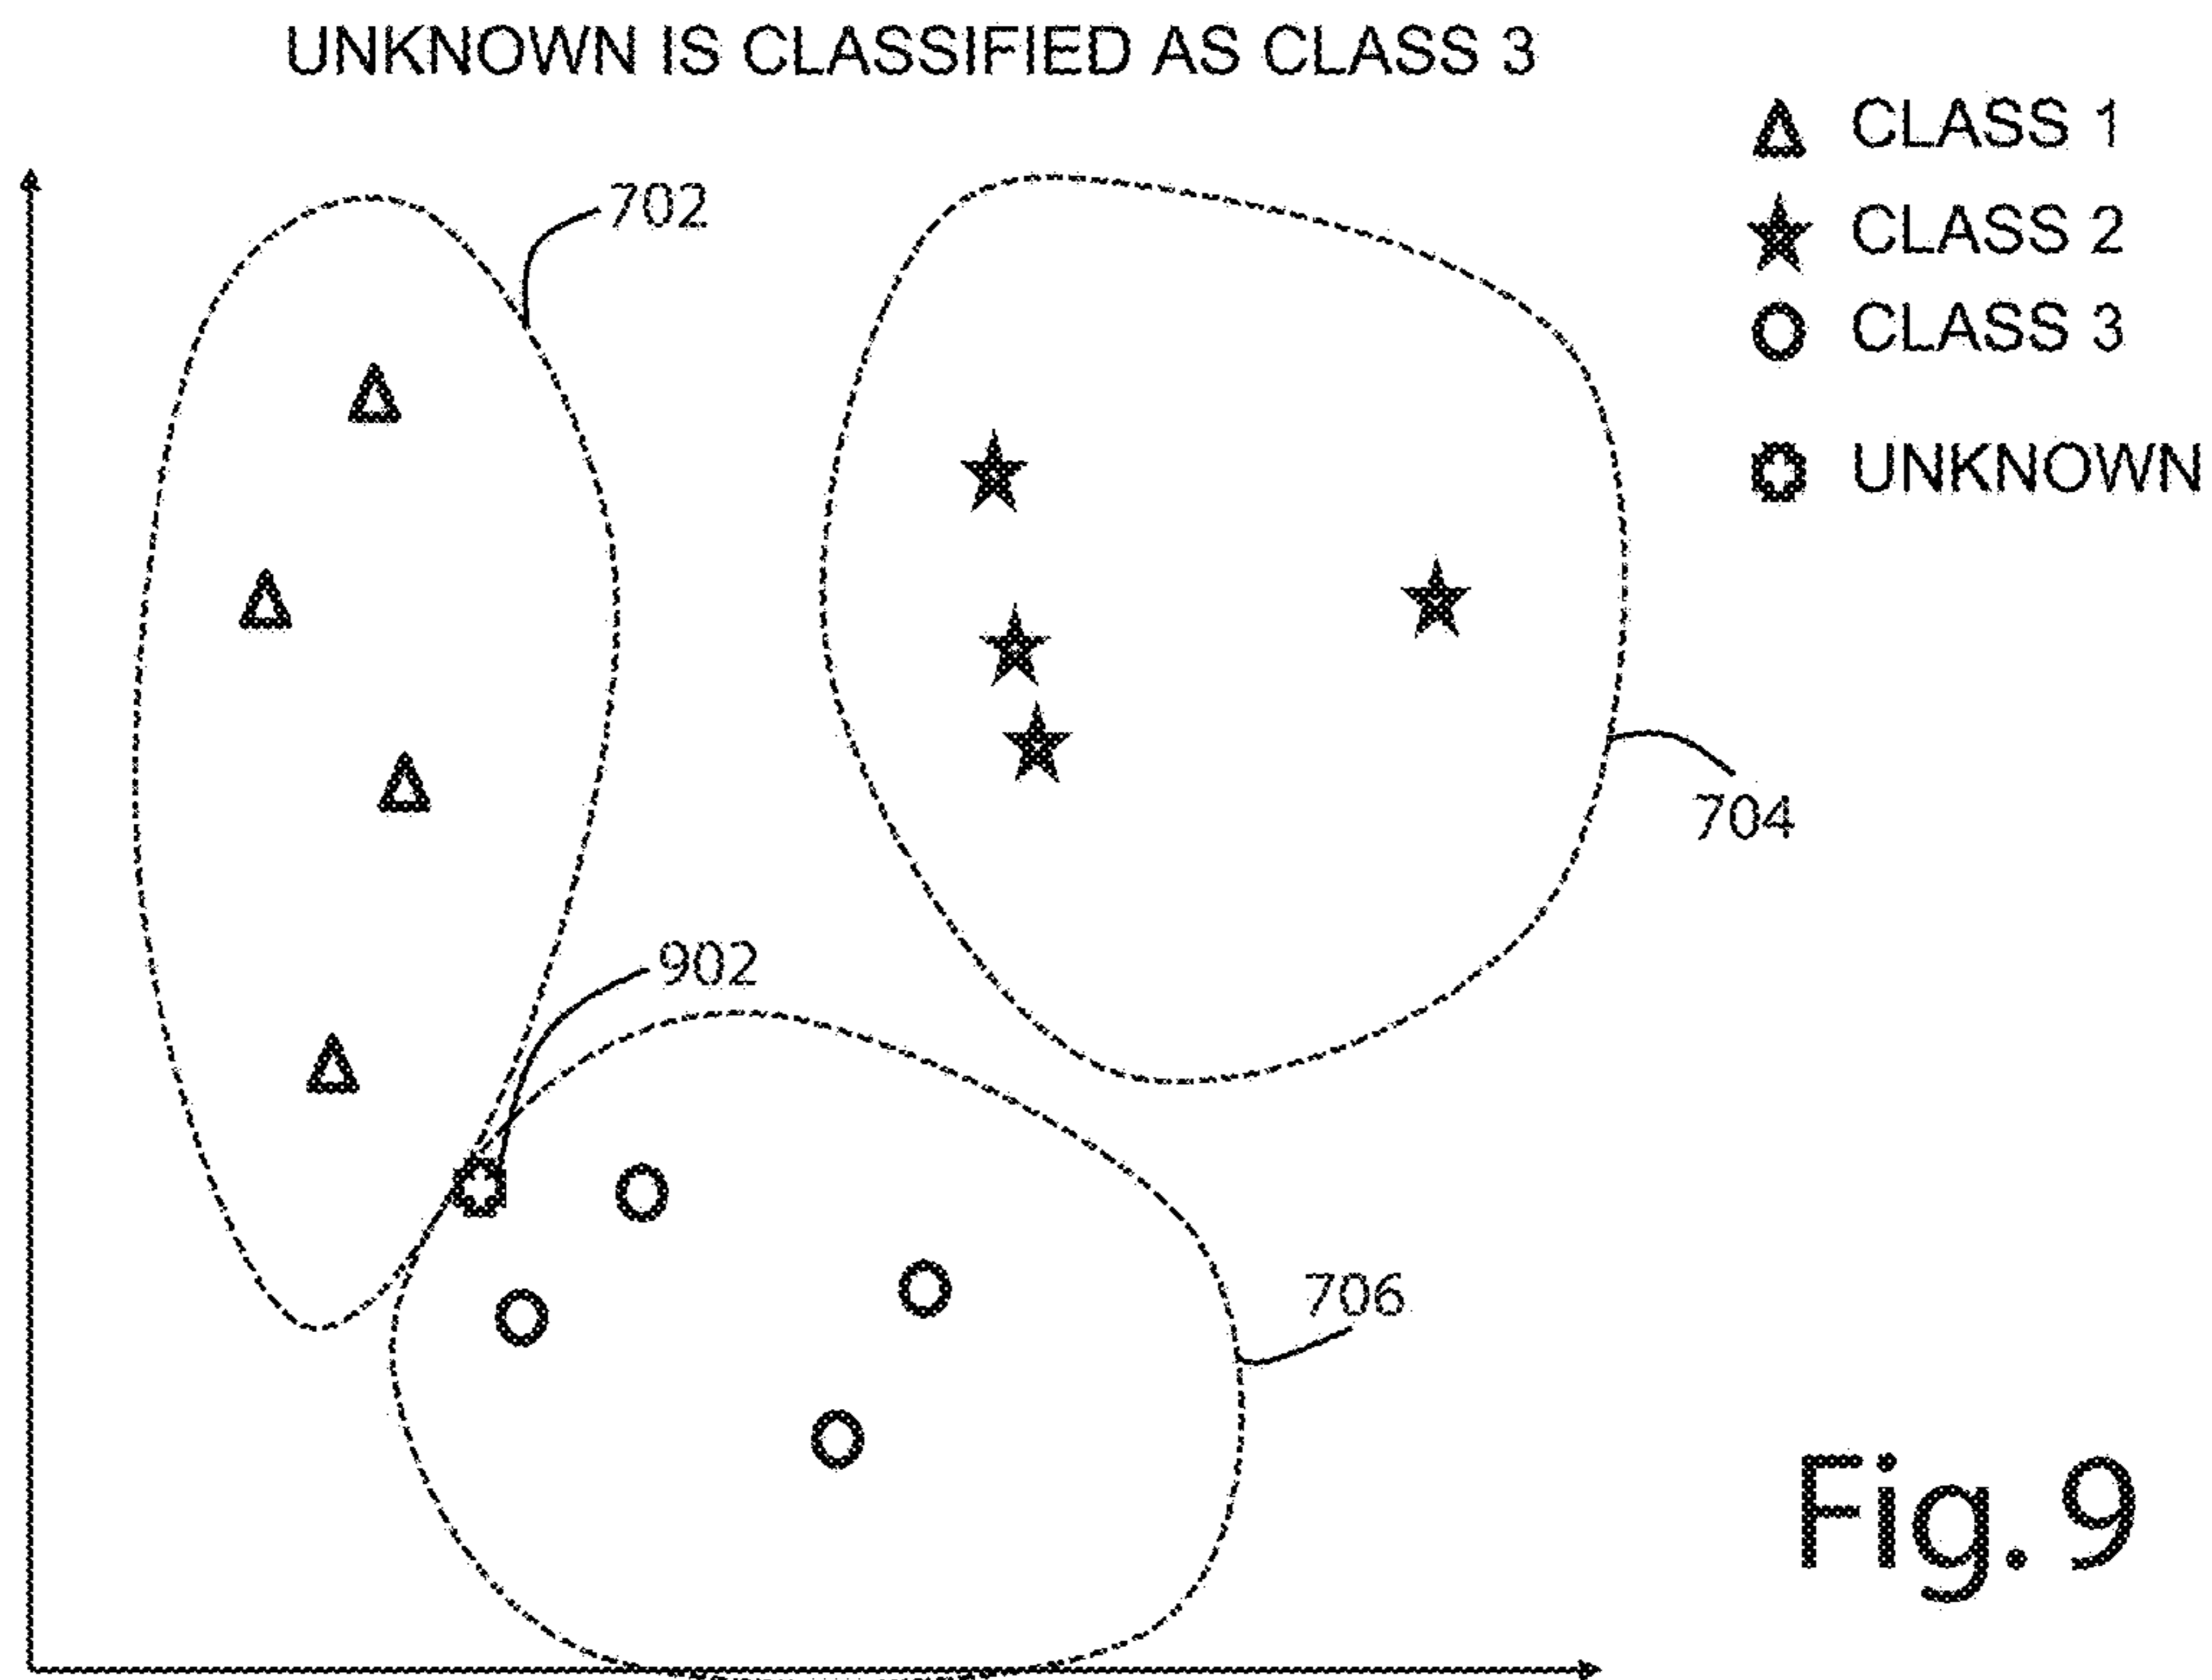 UNKNOWN IS CLASSIFIED AS CLASS 3
CLASS 1
CLASS 2
CLASS 3
UNKNOWN
702
704
902
706
Fig. 9